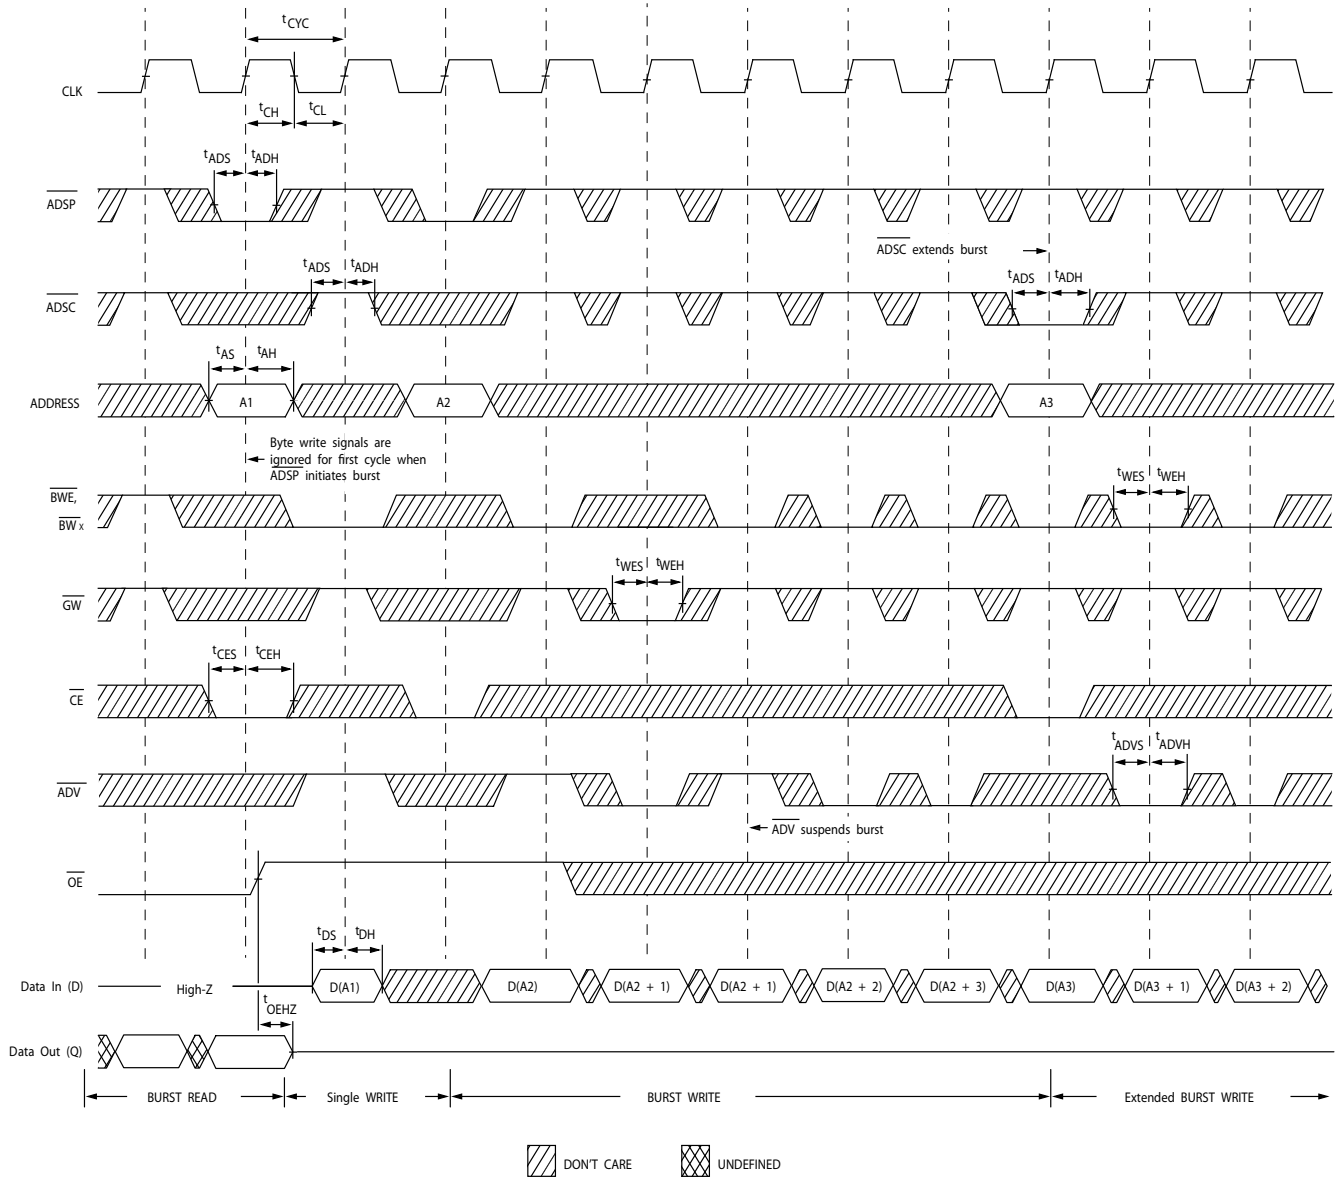 tCYC
CLK
tCH tCL
tADS tADH
ADSP
ADSC extends burst
tADS tADH
tADS tADH
ADSC
tAS tAH
ADDRESS A1 A2 A3
Byte write signals are
ignored for first cycle when
ADSP initiates burst
tWES tWEH
BWE,
BW x
tWES tWEH
GW
tCES tCEH
CE
tADVS tADVH
ADV
ADV suspends burst
OE
tDS tDH
Data In (D) High-Z D(A1) D(A2) D(A2 + 1) D(A2 + 1) D(A2 + 2) D(A2 + 3) D(A3) D(A3 + 1) D(A3 + 2)
tOEHZ
Data Out (Q)
BURST READ Single WRITE BURST WRITE Extended BURST WRITE
DON'T CARE UNDEFINED